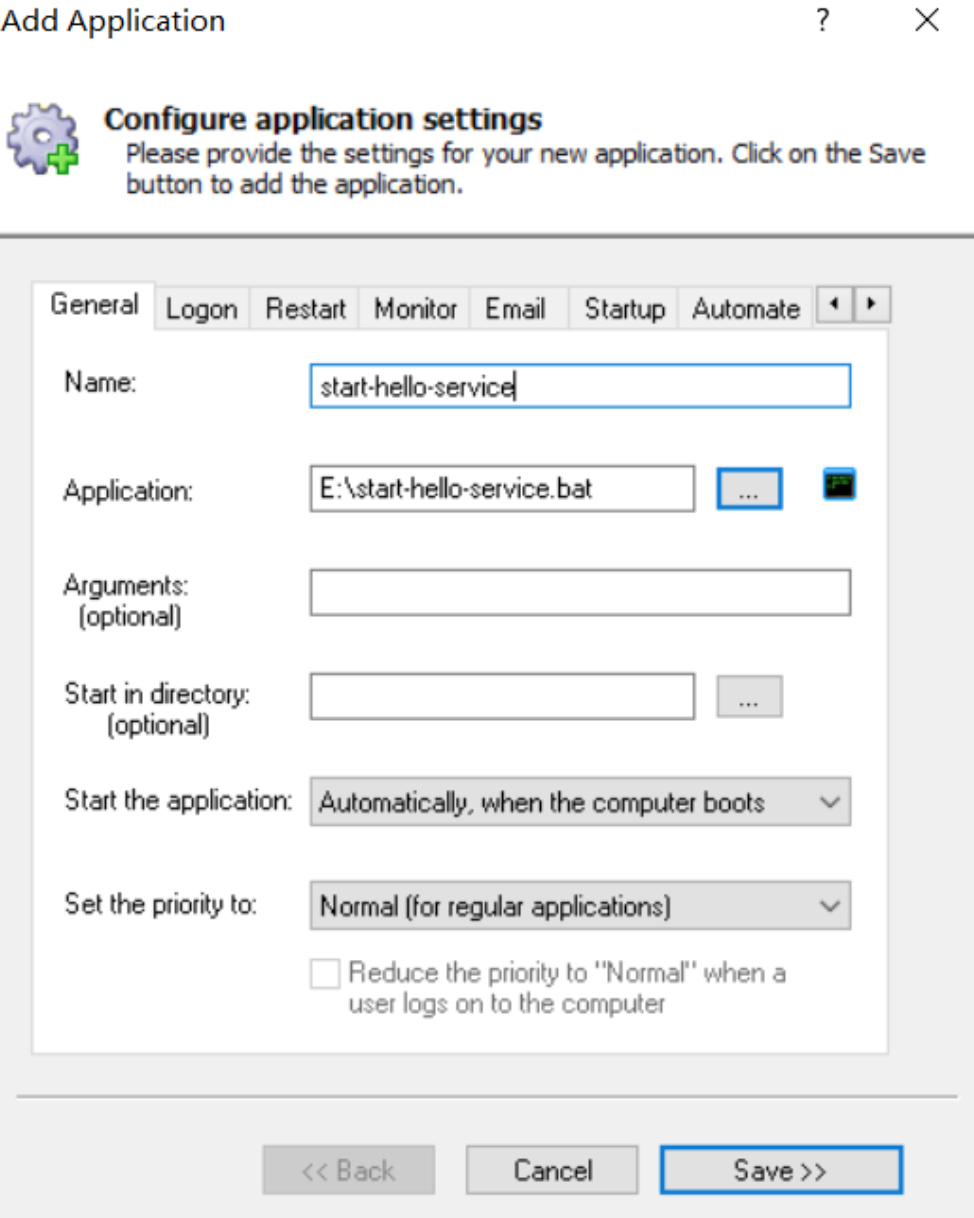 Add Application ?
Configure application settings
Please provide the settings for your new application. Click on the Save
button to add the application.
General Logon Restart Monitor Email Startup Automate
Name: start-hello-service
Application: E:\start-hello-service.bat ...
Arguments:
(optional)
Start in directory: ...
(optional)
Start the application: Automatically, when the computer boots
Set the priority to: Normal (for regular applications)
Reduce the priority to "Normal" when a
user logs on to the computer
<< Back Cancel Save >>